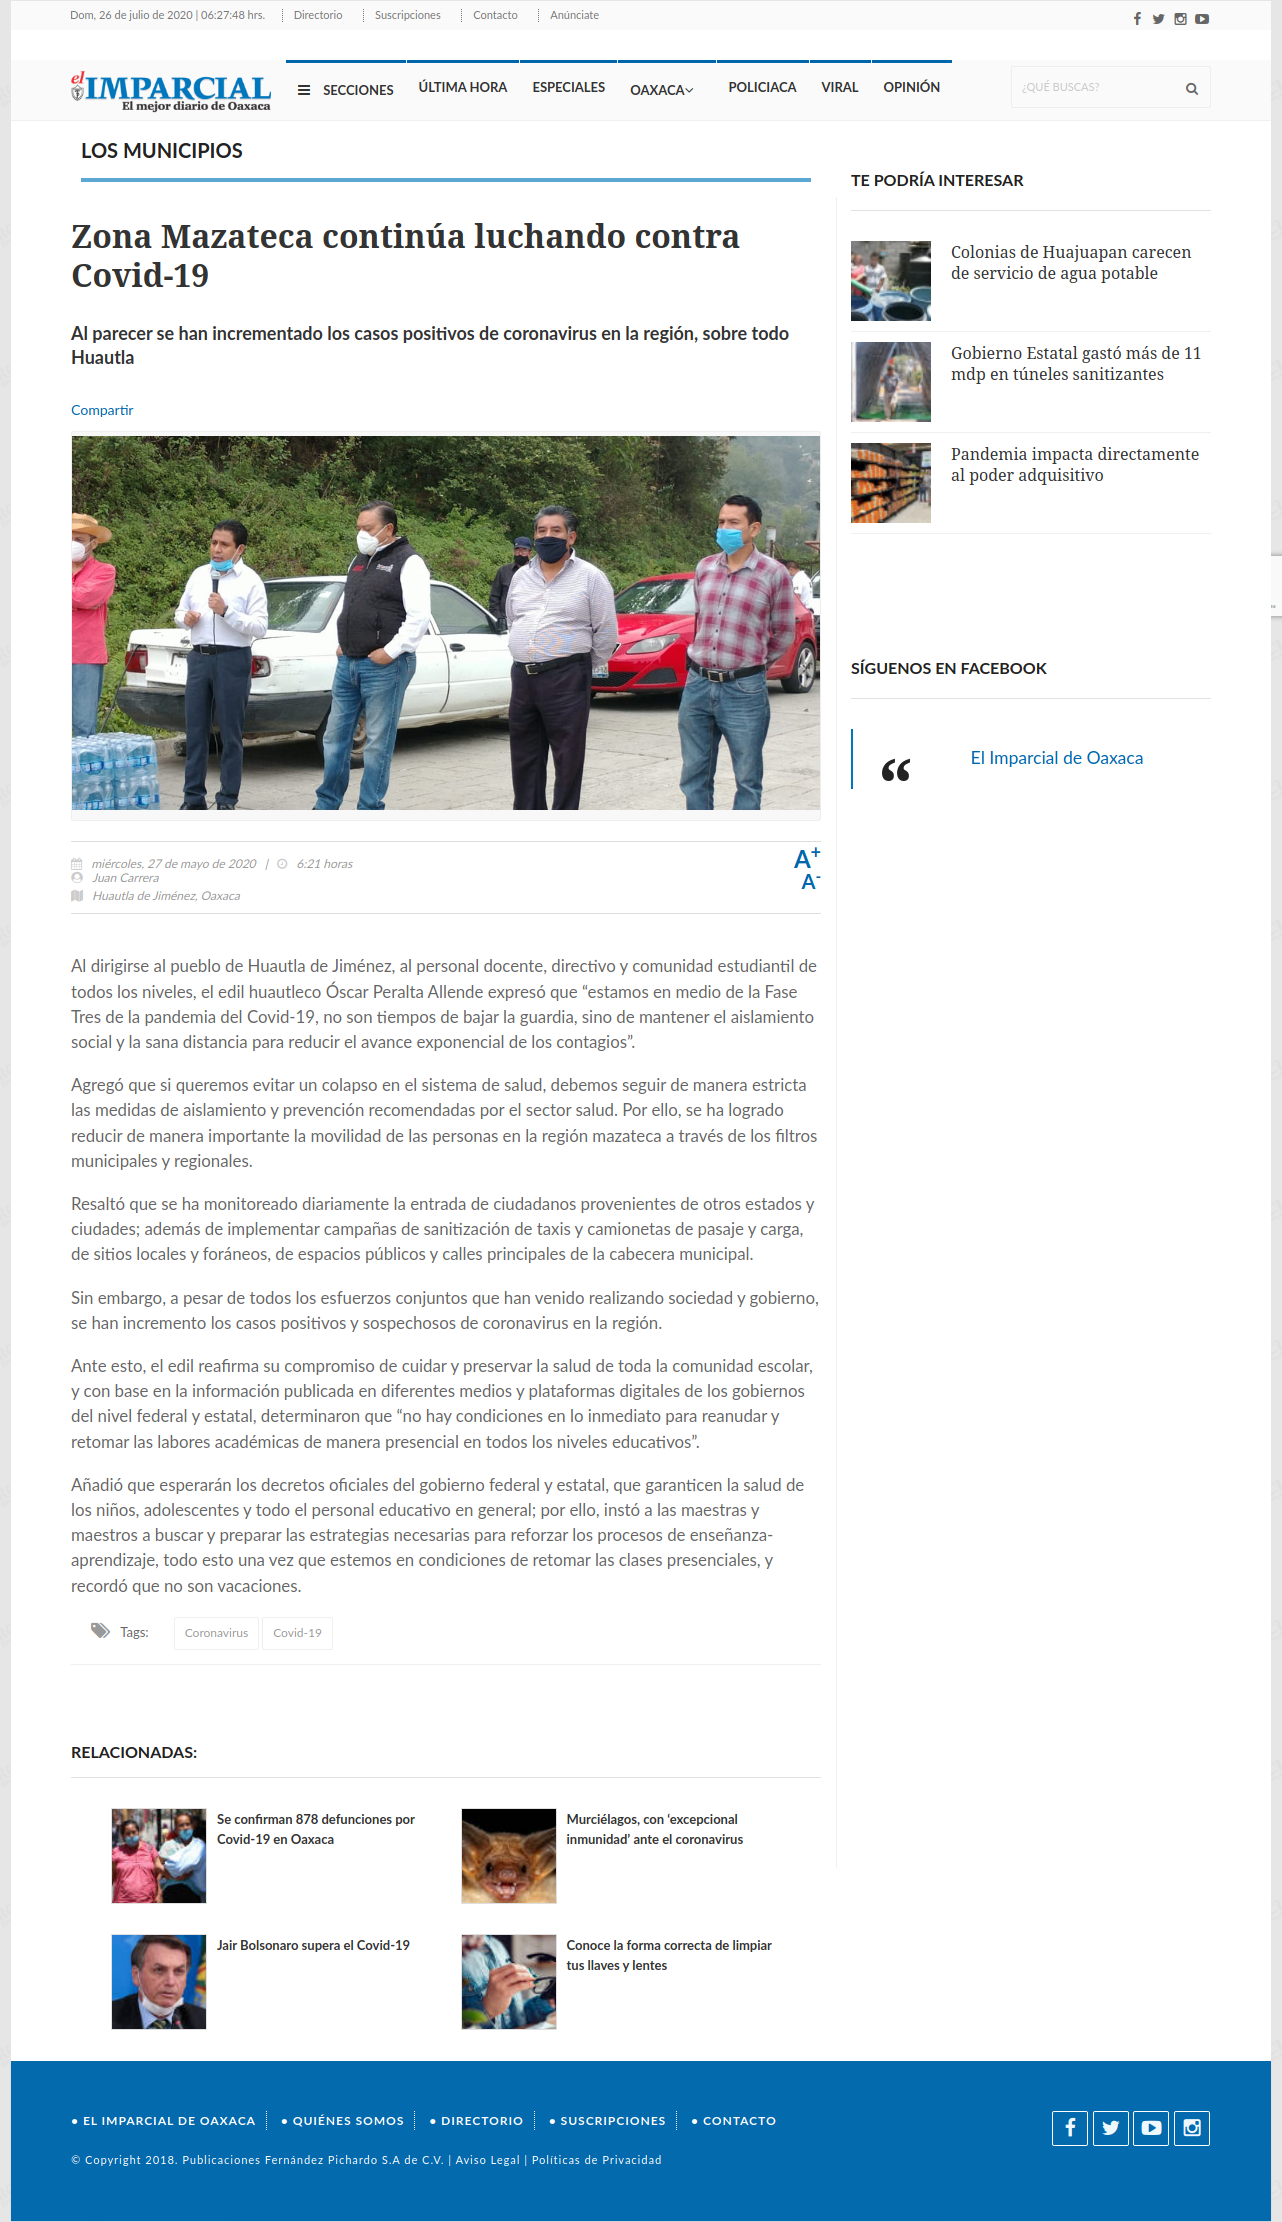 Dom, 26 de julio de 2020 | 06:27:48 hrs.
Directorio
Suscripciones
Contacto
Anúnciate
el IMPARCIAL
El mejor diario de Oaxaca
SECCIONES
ÚLTIMA HORA
ESPECIALES
OAXACA
POLICIACA
VIRAL
OPINIÓN
¿QUÉ BUSCAS?
LOS MUNICIPIOS
Zona Mazateca continúa luchando contra
Covid-19
Al parecer se han incrementado los casos positivos de coronavirus en la región, sobre todo
Huautla
Compartir
miércoles, 27 de mayo de 2020 | 6:21 horas
Juan Carrera
Huautla de Jiménez, Oaxaca
A+
A-
Al dirigirse al pueblo de Huautla de Jiménez, al personal docente, directivo y comunidad estudiantil de
todos los niveles, el edil huautleco Óscar Peralta Allende expresó que “estamos en medio de la Fase
Tres de la pandemia del Covid-19, no son tiempos de bajar la guardia, sino de mantener el aislamiento
social y la sana distancia para reducir el avance exponencial de los contagios”.
Agregó que si queremos evitar un colapso en el sistema de salud, debemos seguir de manera estricta
las medidas de aislamiento y prevención recomendadas por el sector salud. Por ello, se ha logrado
reducir de manera importante la movilidad de las personas en la región mazateca a través de los filtros
municipales y regionales.
Resaltó que se ha monitoreado diariamente la entrada de ciudadanos provenientes de otros estados y
ciudades; además de implementar campañas de sanitización de taxis y camionetas de pasaje y carga,
de sitios locales y foráneos, de espacios públicos y calles principales de la cabecera municipal.
Sin embargo, a pesar de todos los esfuerzos conjuntos que han venido realizando sociedad y gobierno,
se han incremento los casos positivos y sospechosos de coronavirus en la región.
Ante esto, el edil reafirma su compromiso de cuidar y preservar la salud de toda la comunidad escolar,
y con base en la información publicada en diferentes medios y plataformas digitales de los gobiernos
del nivel federal y estatal, determinaron que “no hay condiciones en lo inmediato para reanudar y
retomar las labores académicas de manera presencial en todos los niveles educativos”.
Añadió que esperarán los decretos oficiales del gobierno federal y estatal, que garanticen la salud de
los niños, adolescentes y todo el personal educativo en general; por ello, instó a las maestras y
maestros a buscar y preparar las estrategias necesarias para reforzar los procesos de enseñanza-
aprendizaje, todo esto una vez que estemos en condiciones de retomar las clases presenciales, y
recordó que no son vacaciones.
Tags:
Coronavirus
Covid-19
RELACIONADAS:
Se confirman 878 defunciones por
Covid-19 en Oaxaca
Murciélagos, con ‘excepcional
inmunidad’ ante el coronavirus
Jair Bolsonaro supera el Covid-19
Conoce la forma correcta de limpiar
tus llaves y lentes
TE PODRÍA INTERESAR
Colonias de Huajuapan carecen
de servicio de agua potable
Gobierno Estatal gastó más de 11
mdp en túneles sanitizantes
Pandemia impacta directamente
al poder adquisitivo
SÍGUENOS EN FACEBOOK
“
El Imparcial de Oaxaca
• EL IMPARCIAL DE OAXACA
• QUIÉNES SOMOS
• DIRECTORIO
• SUSCRIPCIONES
• CONTACTO
© Copyright 2018. Publicaciones Fernández Pichardo S.A de C.V. | Aviso Legal | Políticas de Privacidad